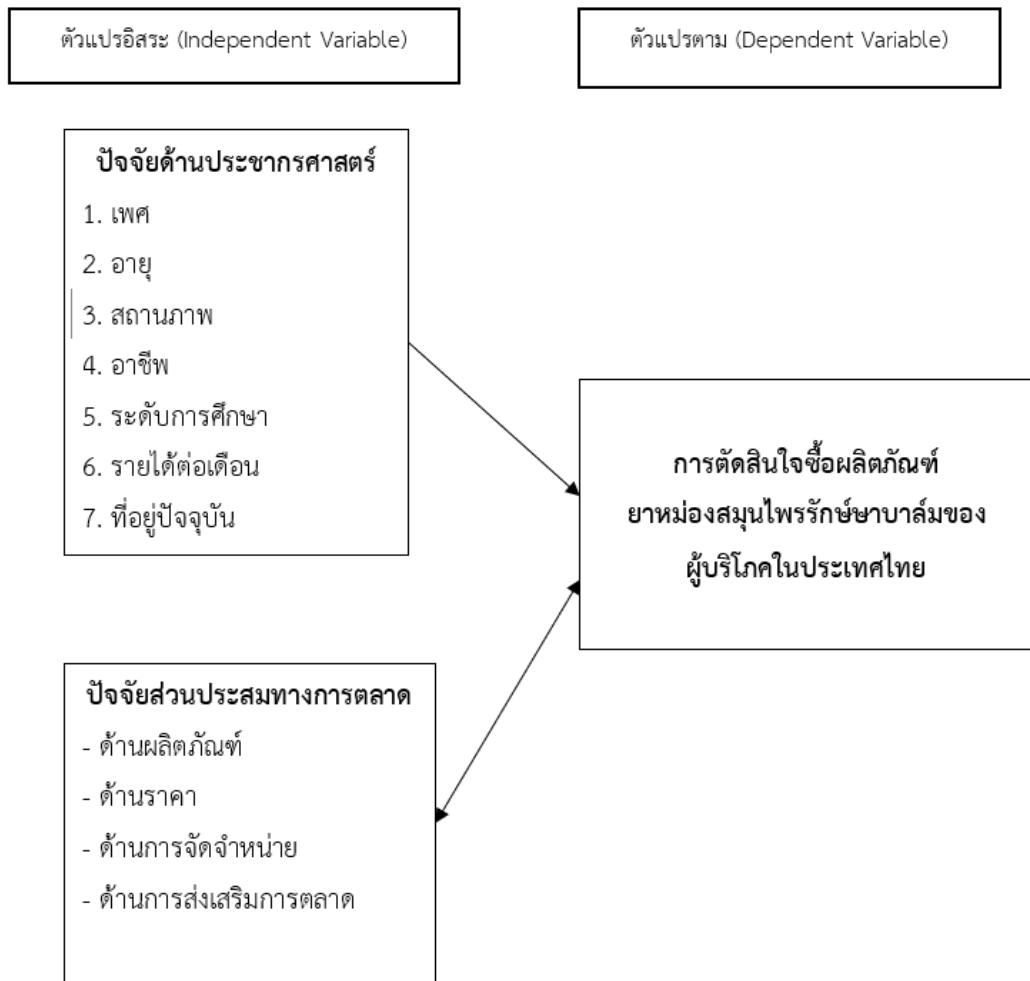 ตัวแปรอิสระ (Independent Variable)
ตัวแปรตาม (Dependent Variable)
ปัจจัยด้านประชากรศาสตร์
1. เพศ
2. อายุ
3. สถานภาพ
4. อาชีพ
5. ระดับการศึกษา
6. รายได้ต่อเดือน
7. ที่อยู่ปัจจุบัน
การตัดสินใจซื้อผลิตภัณฑ์
ยาหม่องสมุนไพรรักษ์ษาบาล์มของ
ผู้บริโภคในประเทศไทย
ปัจจัยส่วนประสมทางการตลาด
- ด้านผลิตภัณฑ์
- ด้านราคา
- ด้านการจัดจำหน่าย
- ด้านการส่งเสริมการตลาด